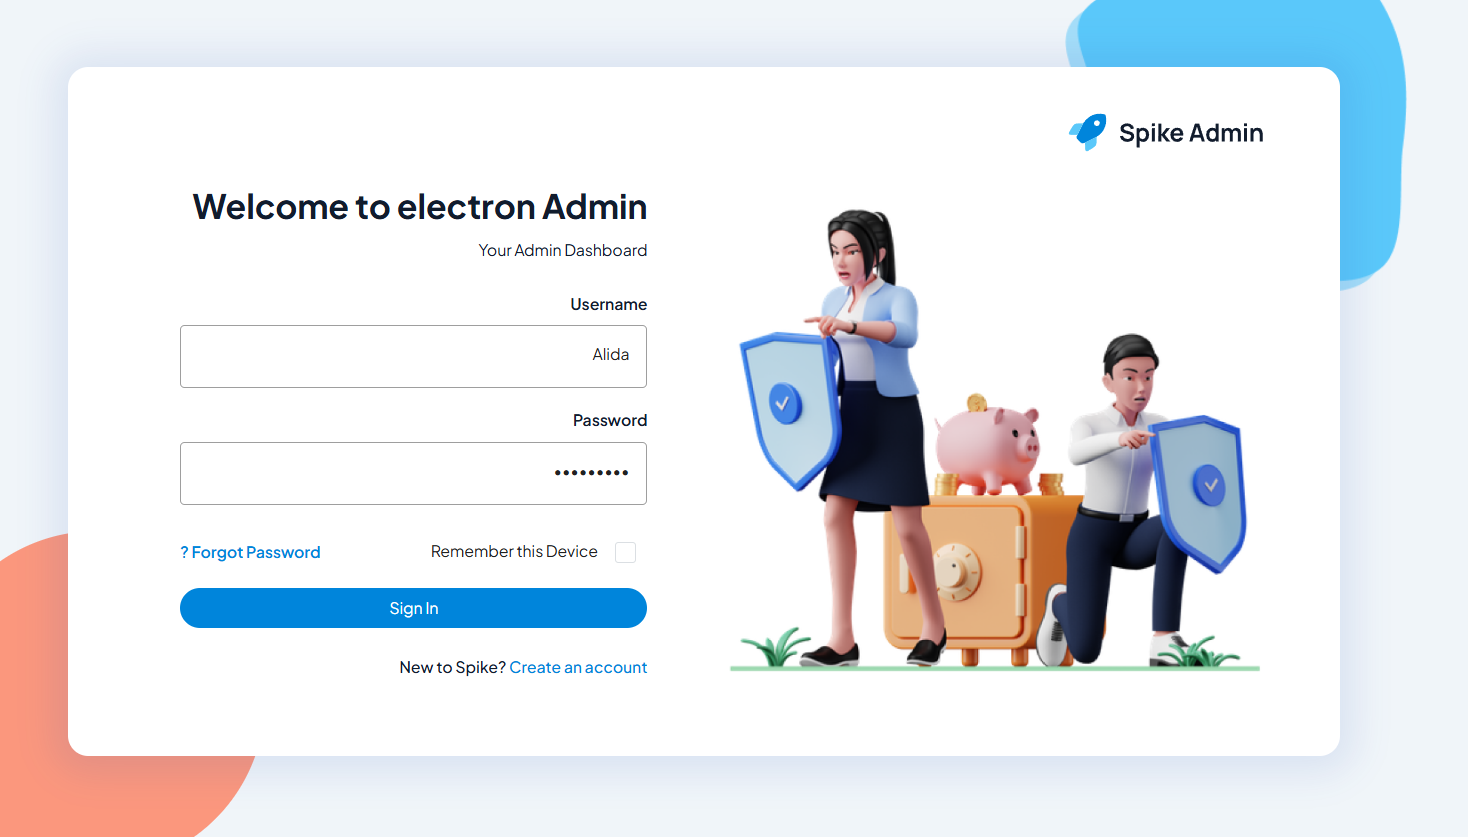 Spike Admin
Welcome to electron Admin
Your Admin Dashboard
Username
Alida
Password
•••••••••
? Forgot Password
Remember this Device
Sign In
New to Spike? Create an account